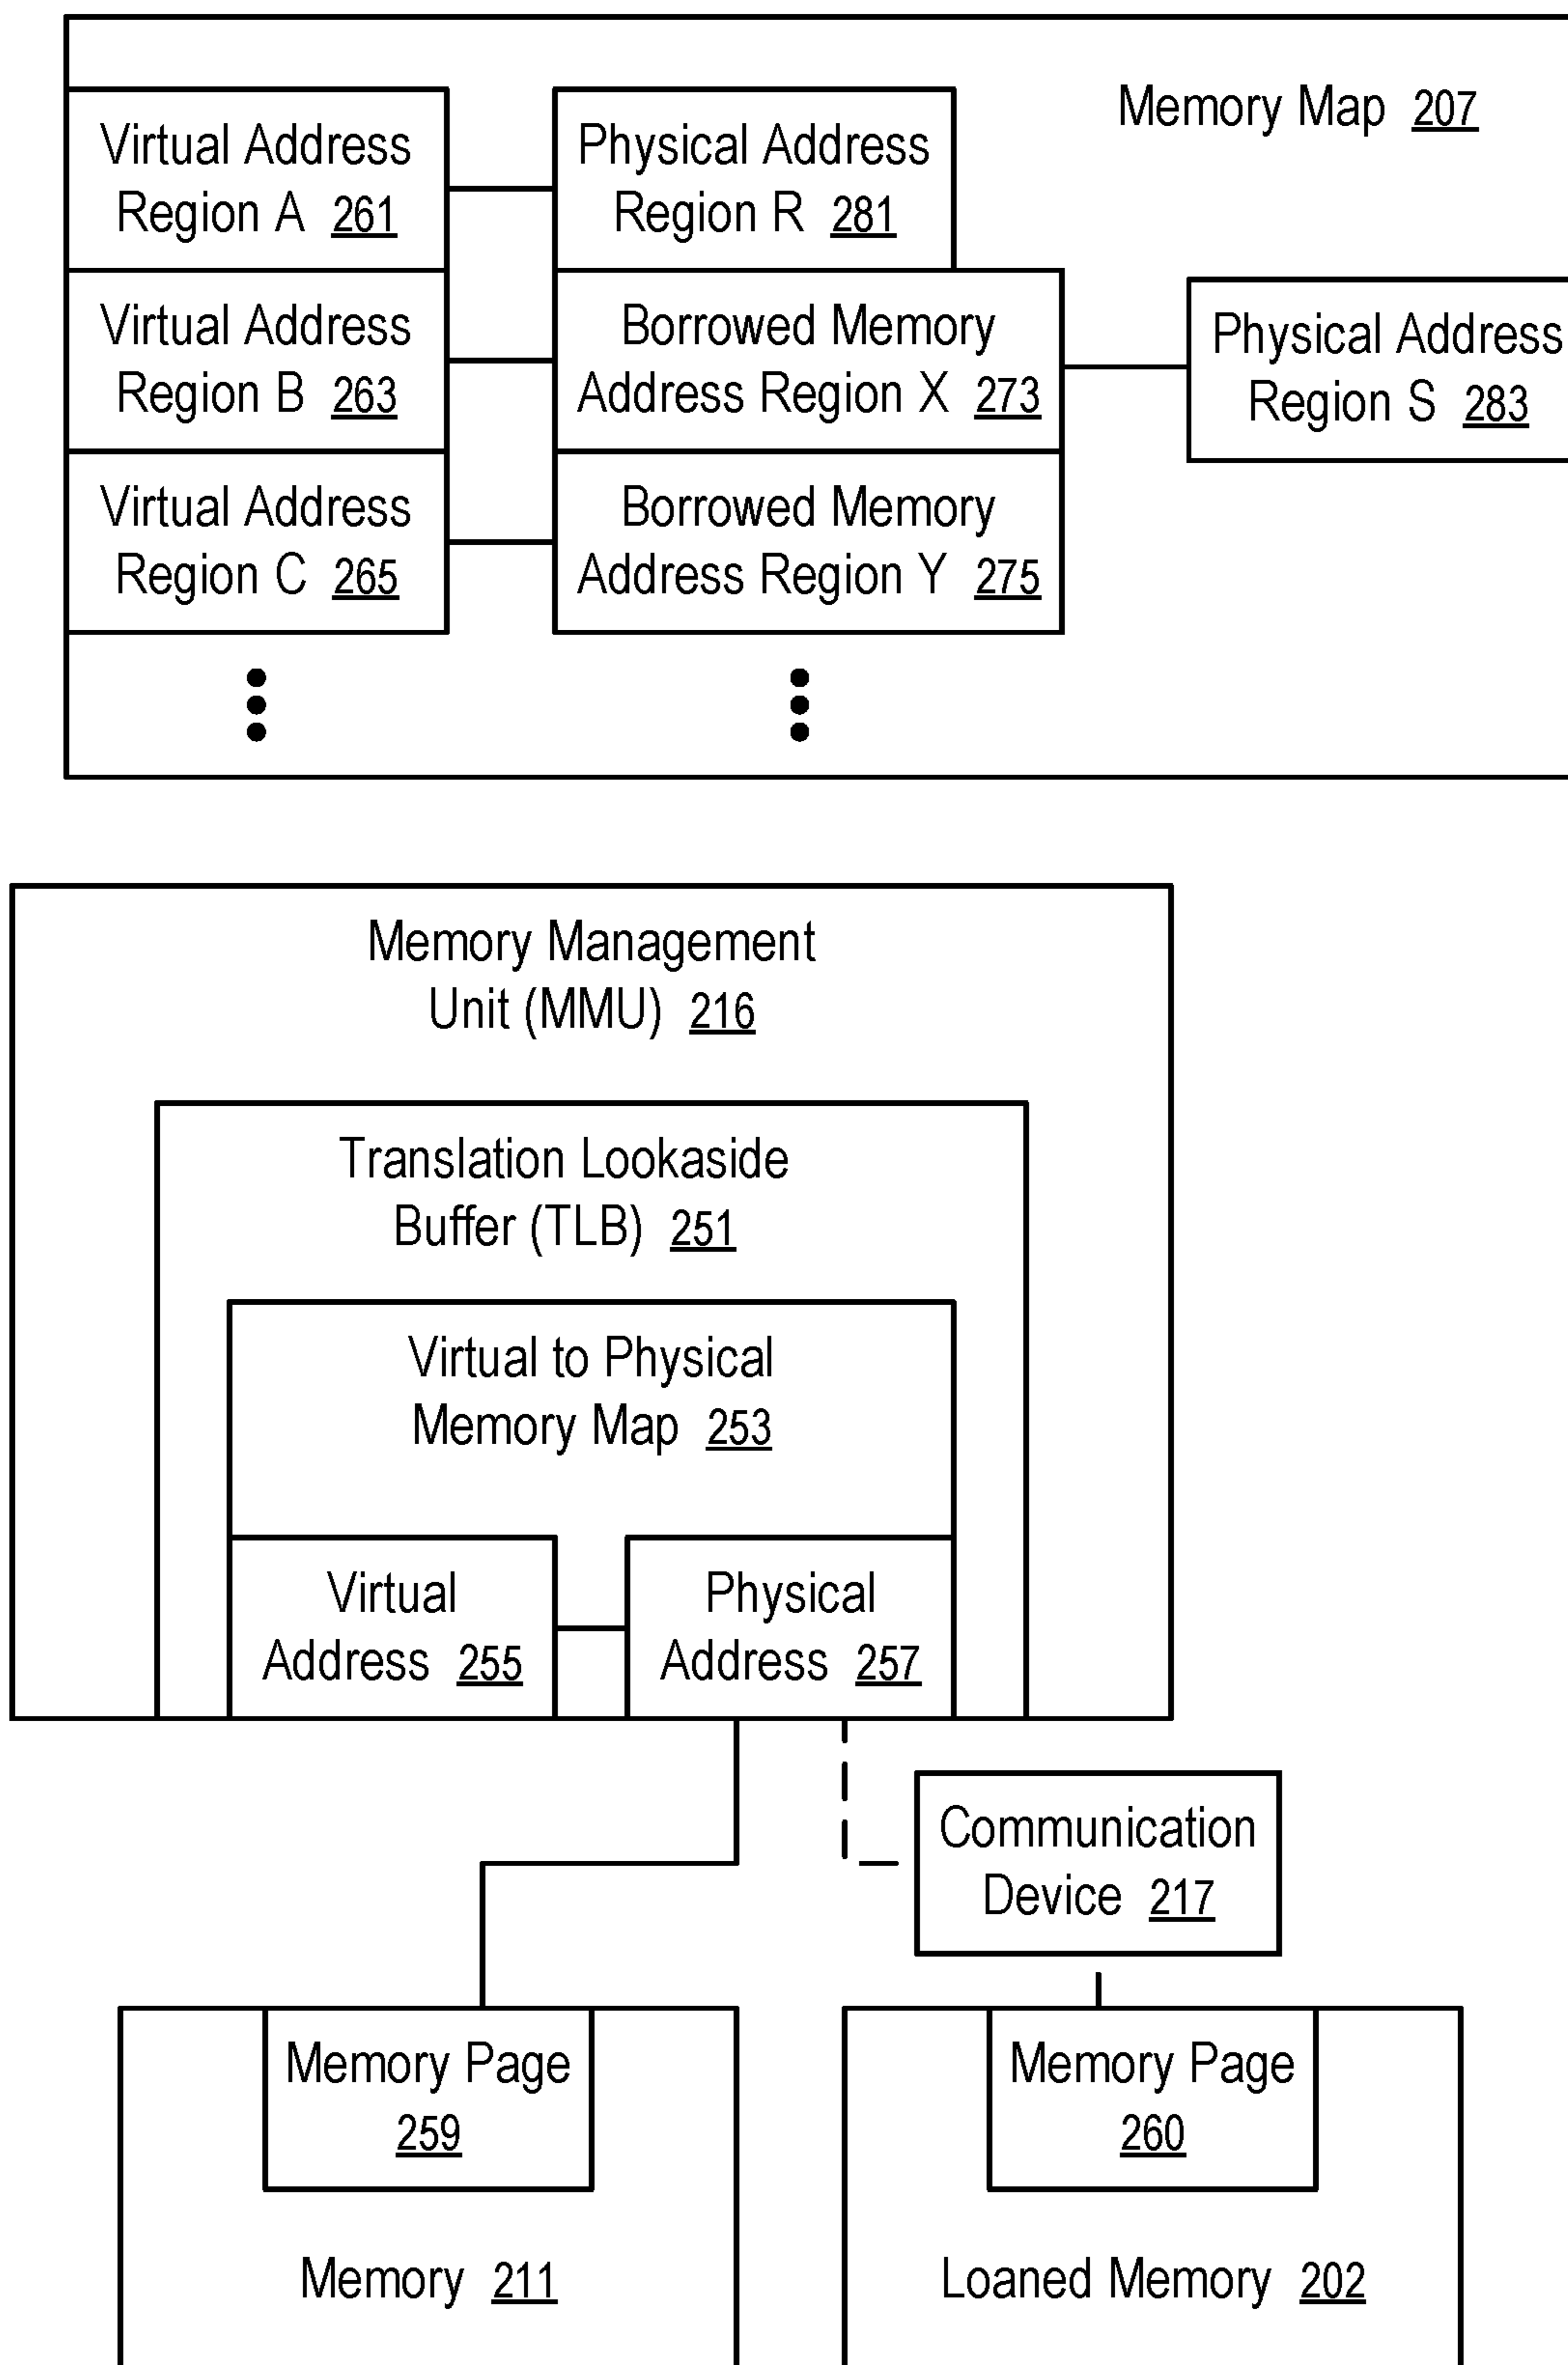 Memory Map 207
Virtual Address
Region A 261
Physical Address
Region R 281
Virtual Address
Region B 263
Borrowed Memory
Address Region X 273
Physical Address
Region S 283
Virtual Address
Region C 265
Borrowed Memory
Address Region Y 275
Memory Management
Unit (MMU) 216
Translation Lookaside
Buffer (TLB) 251
Virtual to Physical
Memory Map 253
Virtual
Address 255
Physical
Address 257
Communication
Device 217
Memory Page
259
Memory 211
Memory Page
260
Loaned Memory 202